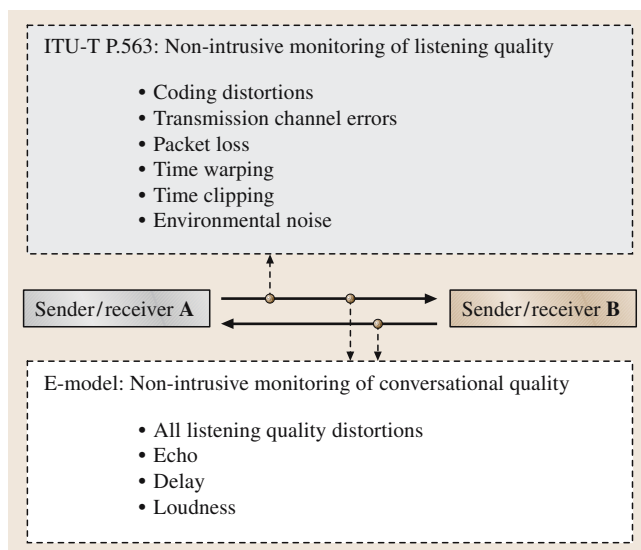 ITU-T P.563: Non-intrusive monitoring of listening quality
• Coding distortions
• Transmission channel errors
• Packet loss
• Time warping
• Time clipping
• Environmental noise
Sender/receiver A
Sender/receiver B
E-model: Non-intrusive monitoring of conversational quality
• All listening quality distortions
• Echo
• Delay
• Loudness